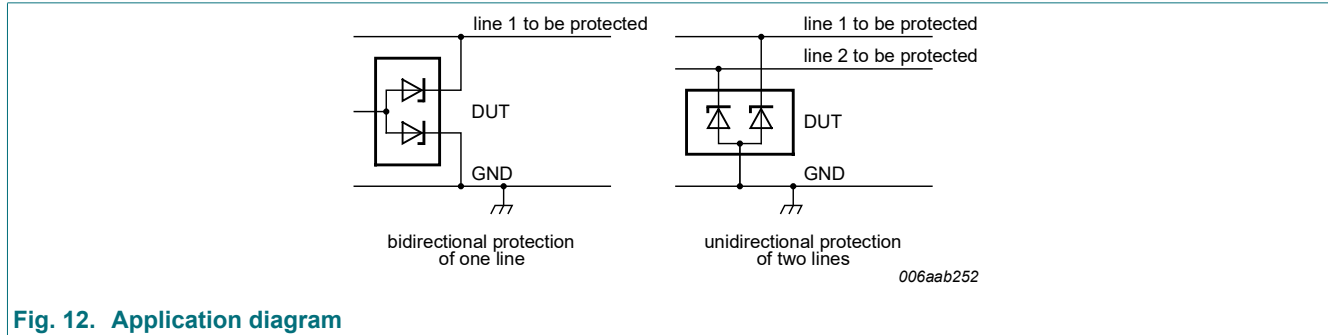 line 1 to be protected
DUT
GND
bidirectional protection
of one line
line 1 to be protected
line 2 to be protected
DUT
GND
unidirectional protection
of two lines
006aab252
Fig. 12. Application diagram